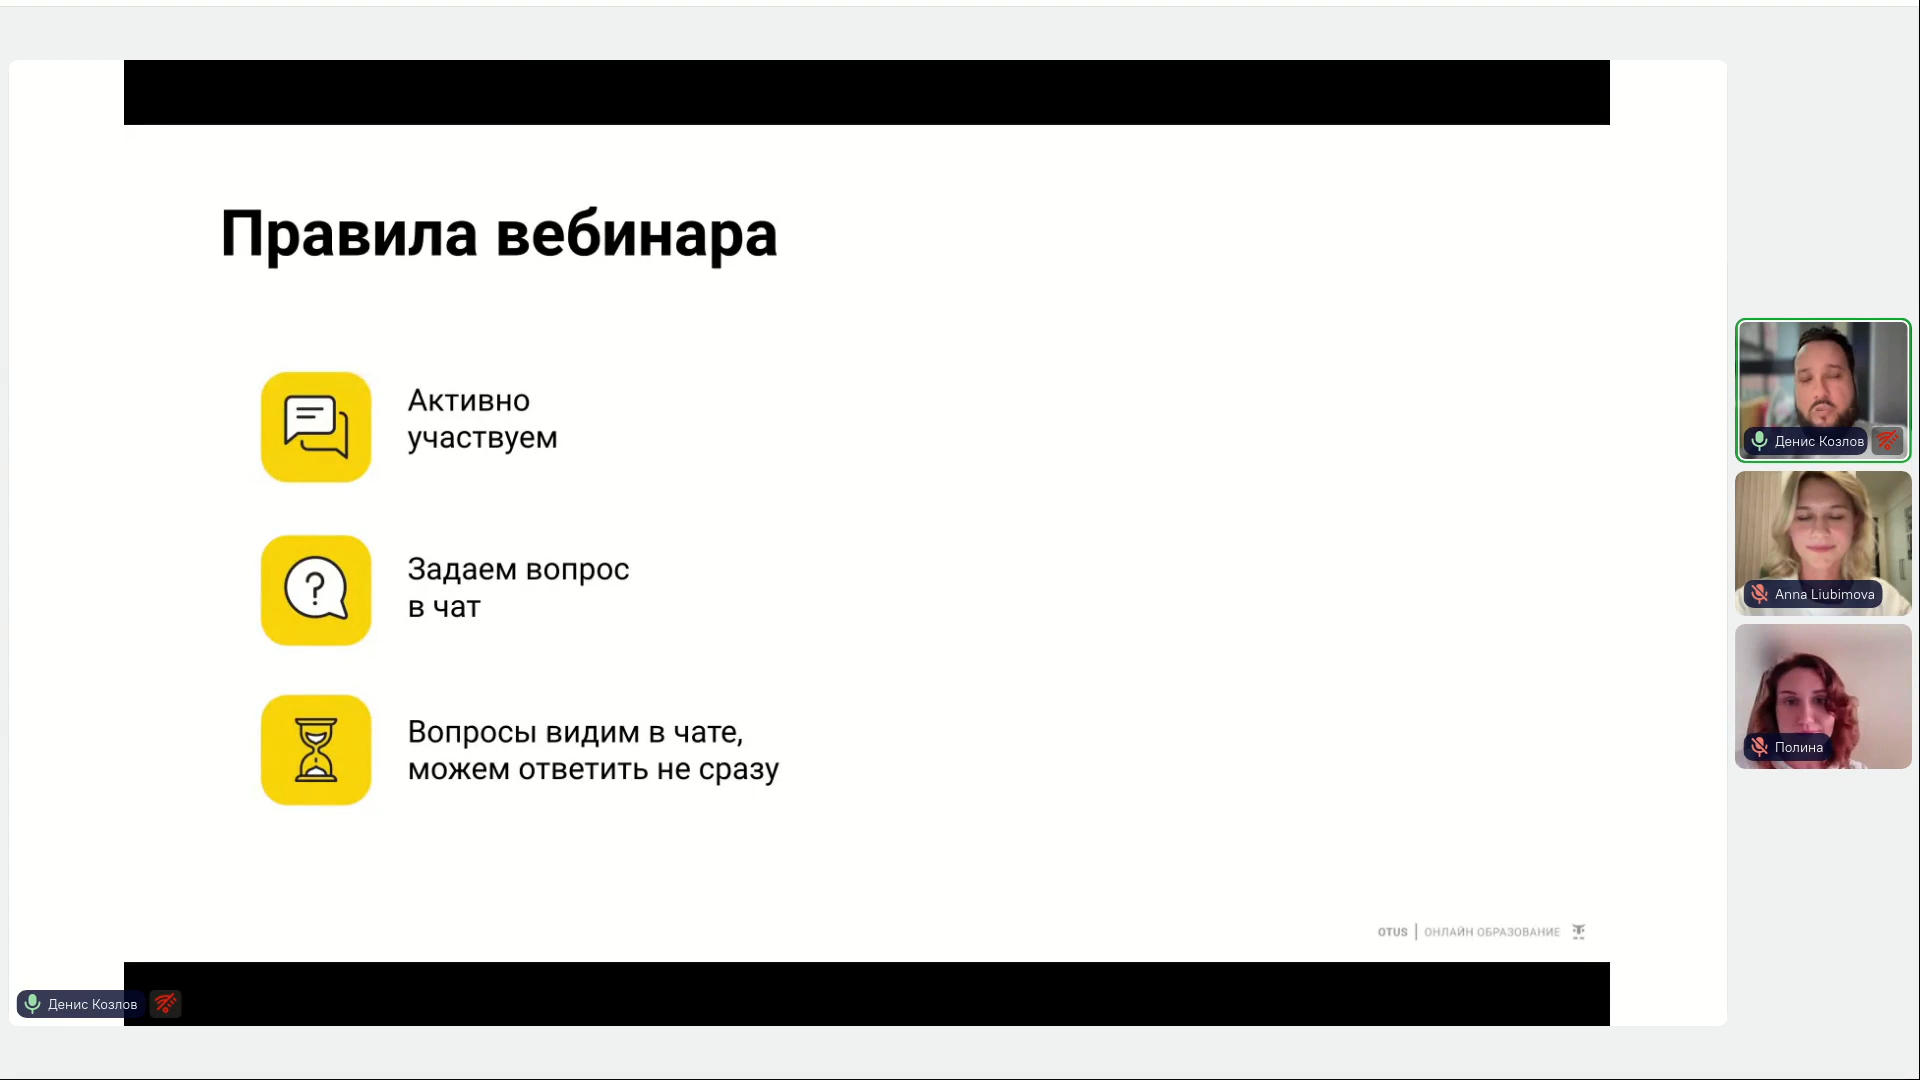 Правила вебинара
Активно
участвуем
?
Задаем вопрос
в чат
Вопросы видим в чате,
можем ответить не сразу
OTUS | ОНЛАЙН ОБРАЗОВАНИЕ
Денис Козлов
Денис Козлов
Anna Liubimova
Полина